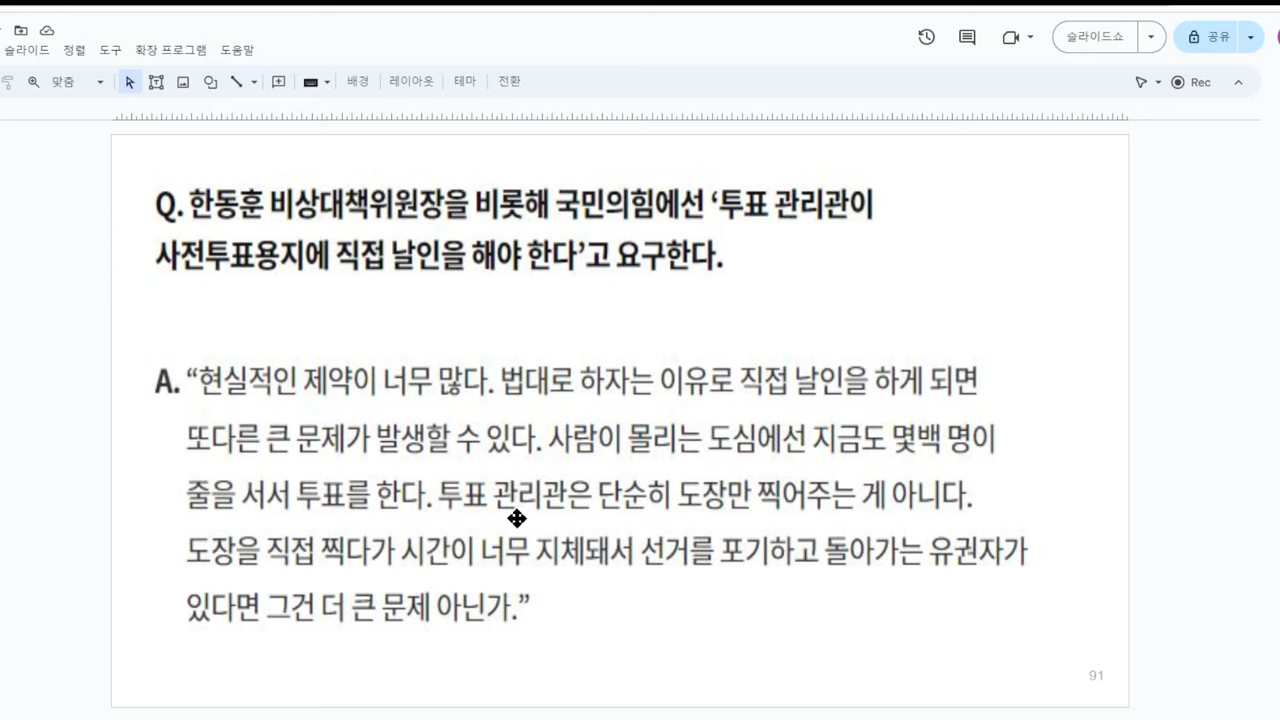 슬라이드 정렬 도구 확장 프로그램 도움말
슬라이드쇼
공유
맞춤
배경 레이아웃 테마 전환
Rec
Q. 한동훈 비상대책위원장을 비롯해 국민의힘에선 ‘투표 관리관이
사전투표용지에 직접 날인을 해야 한다’고 요구한다.
A. “현실적인 제약이 너무 많다. 법대로 하자는 이유로 직접 날인을 하게 되면
또다른 큰 문제가 발생할 수 있다. 사람이 몰리는 도심에선 지금도 몇백 명이
줄을 서서 투표를 한다. 투표 관리관은 단순히 도장만 찍어주는 게 아니다.
도장을 직접 찍다가 시간이 너무 지체돼서 선거를 포기하고 돌아가는 유권자가
있다면 그건 더 큰 문제 아닌가.”
91